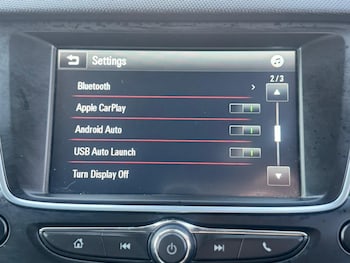 Settings
2/3
Bluetooth
Apple CarPlay
Android Auto
USB Auto Launch
Turn Display Off